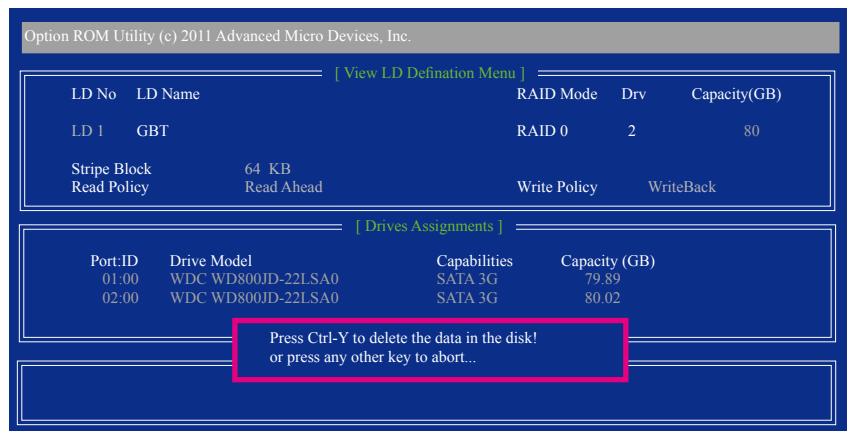 Option ROM Utility (c) 2011 Advanced Micro Devices, Inc.
[ View LD Defination Menu ]
LD No LD Name RAID Mode Drv Capacity(GB)
LD 1 GBT RAID 0 2 80
Stripe Block 64 KB
Read Policy Read Ahead Write Policy WriteBack
[ Drives Assignments ]
Port:ID Drive Model Capabilities Capacity (GB)
01:00 WDC WD800JD-22LSA0 SATA 3G 79.89
02:00 WDC WD800JD-22LSA0 SATA 3G 80.02
Press Ctrl-Y to delete the data in the disk!
or press any other key to abort...